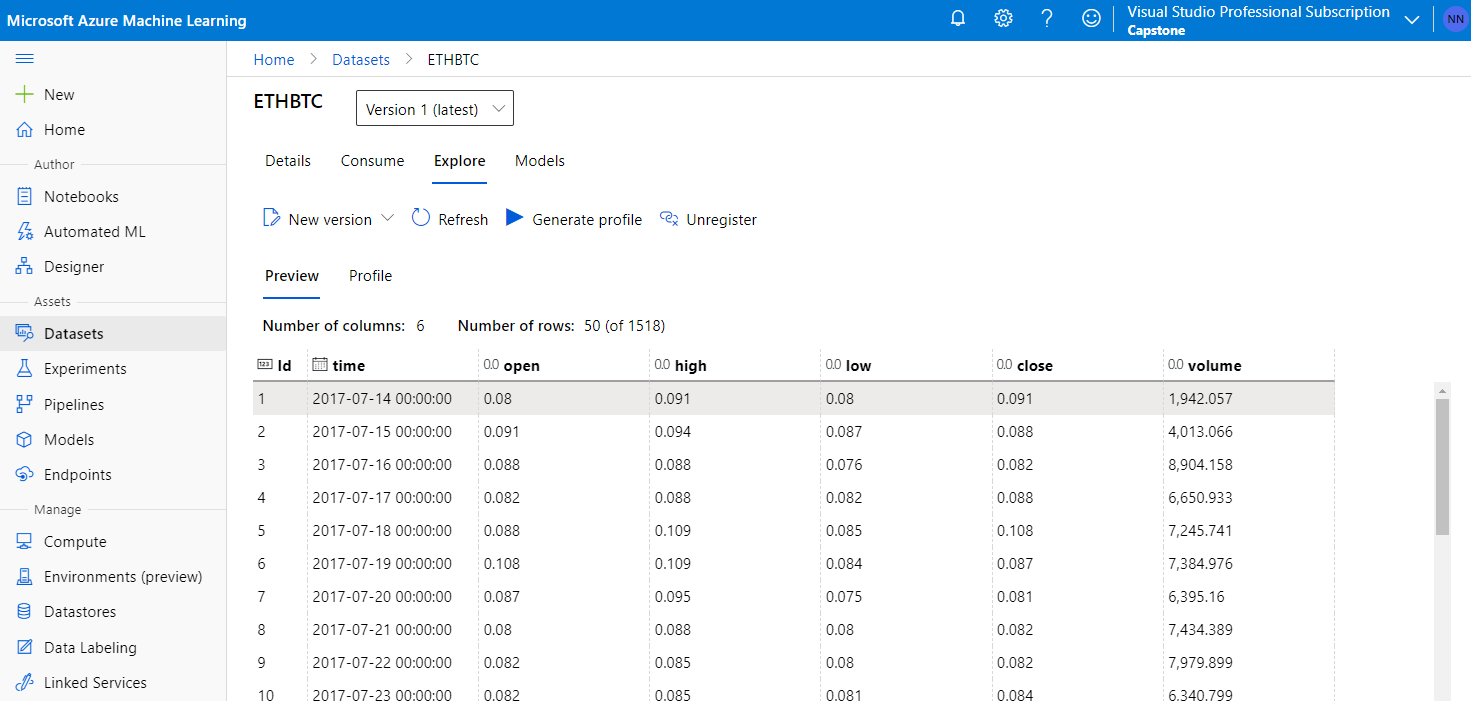 Microsoft Azure Machine Learning
Visual Studio Professional Subscription
Capstone
NN
New
Home
Author
Notebooks
Automated ML
Designer
Assets
Datasets
Experiments
Pipelines
Models
Endpoints
Manage
Compute
Environments (preview)
Datastores
Data Labeling
Linked Services
Home > Datasets > ETHBTC
ETHBTC
Version 1 (latest)
Details Consume Explore Models
New version Refresh Generate profile Unregister
Preview Profile
Number of columns: 6 Number of rows: 50 (of 1518)
123 Id time 0.0 open 0.0 high 0.0 low 0.0 close 0.0 volume
1 2017-07-14 00:00:00 0.08 0.091 0.08 0.091 1,942.057
2 2017-07-15 00:00:00 0.091 0.094 0.087 0.088 4,013.066
3 2017-07-16 00:00:00 0.088 0.088 0.076 0.082 8,904.158
4 2017-07-17 00:00:00 0.082 0.088 0.082 0.088 6,650.933
5 2017-07-18 00:00:00 0.088 0.109 0.085 0.108 7,245.741
6 2017-07-19 00:00:00 0.108 0.109 0.084 0.087 7,384.976
7 2017-07-20 00:00:00 0.087 0.095 0.075 0.081 6,395.16
8 2017-07-21 00:00:00 0.08 0.088 0.08 0.082 7,434.389
9 2017-07-22 00:00:00 0.082 0.085 0.08 0.082 7,979.899
10 2017-07-23 00:00:00 0.082 0.085 0.081 0.084 6,340.799